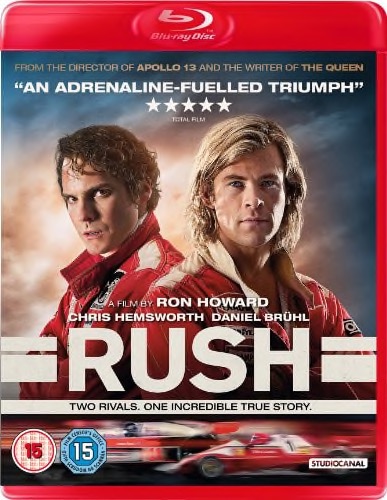 Blu-ray Disc
FROM THE DIRECTOR OF APOLLO 13 AND THE WRITER OF THE QUEEN
“AN ADRENALINE-FUELLED TRIUMPH”
★★★★★
TOTAL FILM
A FILM BY RON HOWARD
CHRIS HEMSWORTH DANIEL BRÜHL
RUSH
TWO RIVALS. ONE INCREDIBLE TRUE STORY.
15
15
STUDIOCANAL